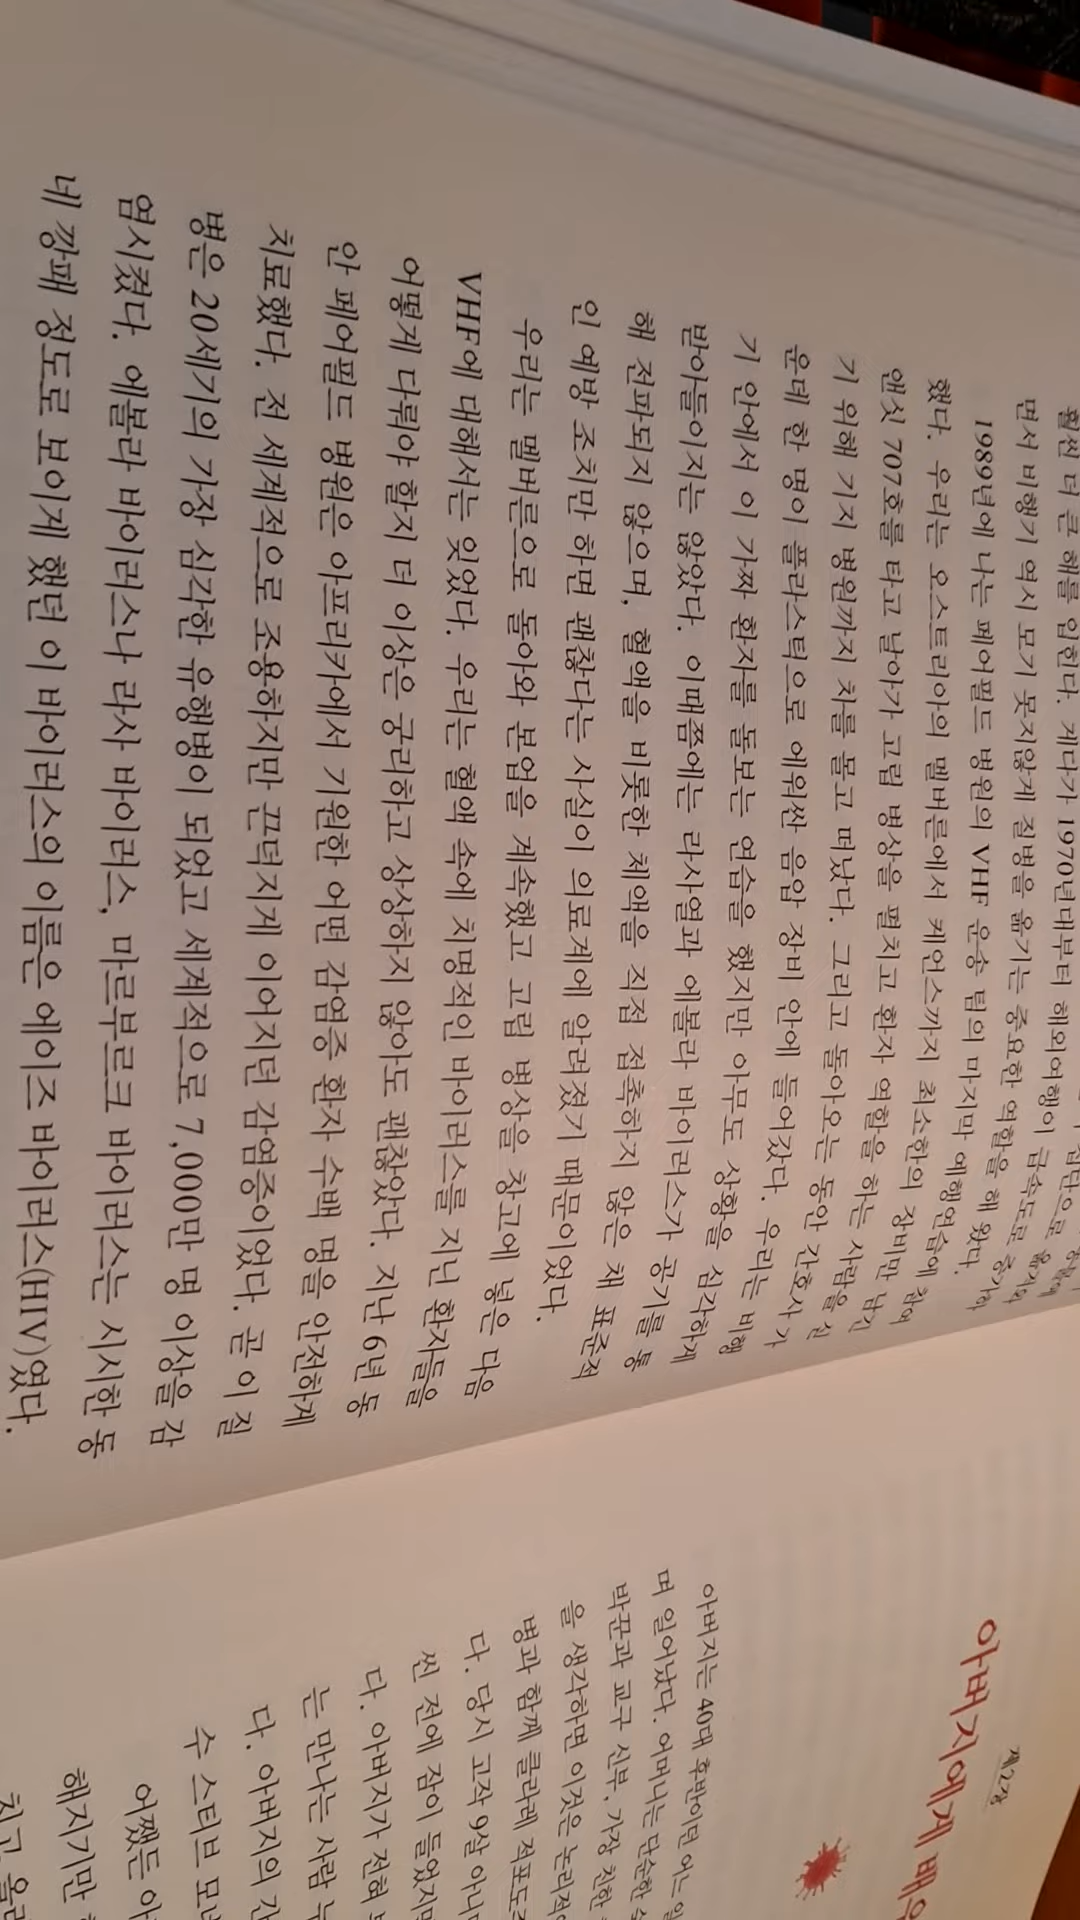 훨씬 더 큰 해를 입힌다. 게다가 1970년대부터 해외여행이 급속도로 증가하
면서 비행기 역시 모기 못지않게 질병을 옮기는 중요한 역할을 해 왔다.
1989년에 나는 페어필드 병원의 VHF 운송 팀의 마지막 예행연습에 참여
했다. 우리는 오스트리아의 멜버른에서 케언스까지 최소한의 장비만 남긴
앤싯 707호를 타고 날아가 고립 병상을 펼치고 환자 역할을 하는 사람을 싣
기 위해 기지 병원까지 차를 몰고 떠났다. 그리고 돌아오는 동안 간호사 가
운데 한 명이 플라스틱으로 에워싼 음압 장비 안에 들어갔다. 우리는 비행
기 안에서 이 가짜 환자를 돌보는 연습을 했지만 아무도 상황을 심각하게
받아들이지는 않았다. 이때쯤에는 라사열과 에볼라 바이러스가 공기를 통
해 전파되지 않으며, 혈액을 비롯한 체액을 직접 접촉하지 않은 채 표준적
인 예방 조치만 하면 괜찮다는 사실이 의료계에 알려졌기 때문이었다.
우리는 멜버른으로 돌아와 본업을 계속했고 고립 병상을 창고에 넣은 다음
VHF에 대해서는 잊었다. 우리는 혈액 속에 치명적인 바이러스를 지닌 환자들을
어떻게 다뤄야 할지 더 이상은 궁리하고 상상하지 않아도 괜찮았다. 지난 6년 동
안 페어필드 병원은 아프리카에서 기원한 어떤 감염증 환자 수백 명을 안전하게
치료했다. 전 세계적으로 조용하지만 끈덕지게 이어지던 감염증이었다. 곧 이 질
병은 20세기의 가장 심각한 유행병이 되었고 세계적으로 7,000만 명 이상을 감
염시켰다. 에볼라 바이러스나 라사 바이러스, 마르부르크 바이러스는 시시한 동
네 깡패 정도로 보이게 했던 이 바이러스의 이름은 에이즈 바이러스(HIV)였다.
제2장
아버지에게 배우
아버지는 40대 후반이던 어느 일
며 일어났다. 어머니는 단순한
박꾼과 교구 신부, 가장 친한
을 생각하면 이것은 논리적
병과 함께 클라레 적포도
다. 당시 고작 9살 아니
씬 전에 잠이 들었지만
다. 아버지가 전혀
는 만나는 사람
다. 아버지의 간
수 스티브 모
어쨌든 아
해지기만
치고